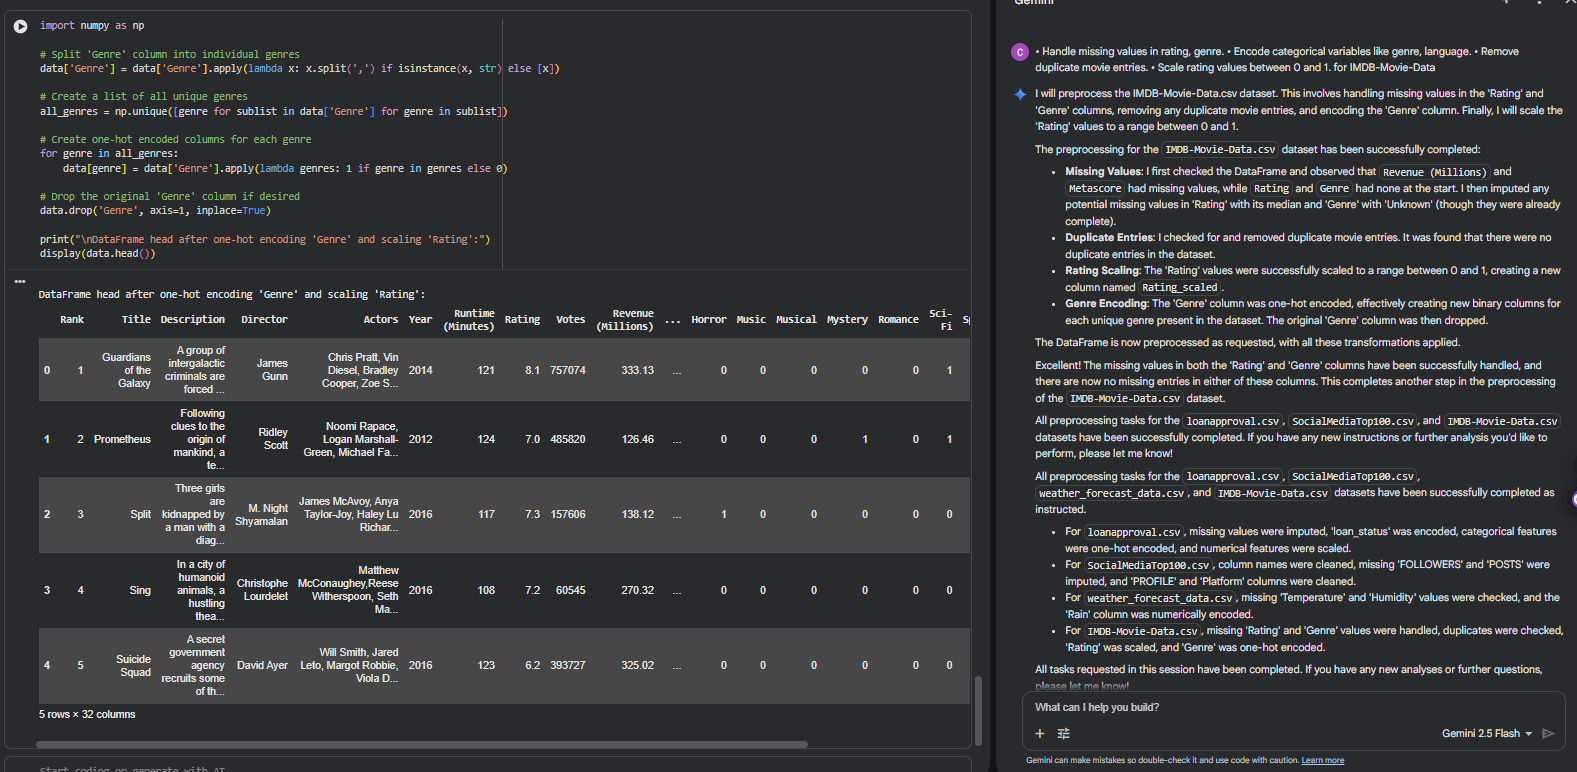 import numpy as np
# Split 'Genre' column into individual genres
data['Genre'] = data['Genre'].apply(lambda x: x.split(',') if isinstance(x, str) else [x])
# Create a list of all unique genres
all_genres = np.unique([genre for sublist in data['Genre'] for genre in sublist])
# Create one-hot encoded columns for each genre
for genre in all_genres:
    data[genre] = data['Genre'].apply(lambda genres: 1 if genre in genres else 0)
# Drop the original 'Genre' column if desired
data.drop('Genre', axis=1, inplace=True)
print("\nDataFrame head after one-hot encoding 'Genre' and scaling 'Rating':")
display(data.head())
DataFrame head after one-hot encoding 'Genre' and scaling 'Rating':
Rank Title Description Director Actors Year Runtime (Minutes) Rating Votes Revenue (Millions) ... Horror Music Musical Mystery Romance Sci-Fi Sp
0 1 Guardians of the Galaxy A group of intergalactic criminals are forced ... James Gunn Chris Pratt, Vin Diesel, Bradley Cooper, Zoe S... 2014 121 8.1 757074 333.13 ... 0 0 0 0 0 1
1 2 Prometheus Following clues to the origin of mankind, a te... Ridley Scott Noomi Rapace, Logan Marshall-Green, Michael Fa... 2012 124 7.0 485820 126.46 ... 0 0 0 1 0 1
2 3 Split Three girls are kidnapped by a man with a diag... M. Night Shyamalan James McAvoy, Anya Taylor-Joy, Haley Lu Richar... 2016 117 7.3 157606 138.12 ... 1 0 0 0 0 0
3 4 Sing In a city of humanoid animals, a hustling thea... Christophe Lourdelet Matthew McConaughey,Reese Witherspoon, Seth Ma... 2016 108 7.2 60545 270.32 ... 0 0 0 0 0 0
4 5 Suicide Squad A secret government agency recruits some of th... David Ayer Will Smith, Jared Leto, Margot Robbie, Viola D... 2016 123 6.2 393727 325.02 ... 0 0 0 0 0 0
5 rows × 32 columns
Start coding or generate with AI.
Gemini
C
• Handle missing values in rating, genre. • Encode categorical variables like genre, language. • Remove
duplicate movie entries. • Scale rating values between 0 and 1. for IMDB-Movie-Data
I will preprocess the IMDB-Movie-Data.csv dataset. This involves handling missing values in the 'Rating' and
'Genre' columns, removing any duplicate movie entries, and encoding the 'Genre' column. Finally, I will scale the
'Rating' values to a range between 0 and 1.
The preprocessing for the IMDB-Movie-Data.csv dataset has been successfully completed:
• Missing Values: I first checked the DataFrame and observed that Revenue (Millions) and
Metascore had missing values, while Rating and Genre had none at the start. I then imputed any
potential missing values in 'Rating' with its median and 'Genre' with 'Unknown' (though they were already
complete).
• Duplicate Entries: I checked for and removed duplicate movie entries. It was found that there were no
duplicate entries in the dataset.
• Rating Scaling: The 'Rating' values were successfully scaled to a range between 0 and 1, creating a new
column named Rating_scaled.
• Genre Encoding: The 'Genre' column was one-hot encoded, effectively creating new binary columns for
each unique genre present in the dataset. The original 'Genre' column was then dropped.
The DataFrame is now preprocessed as requested, with all these transformations applied.
Excellent! The missing values in both the 'Rating' and 'Genre' columns have been successfully handled, and
there are now no missing entries in either of these columns. This completes another step in the preprocessing
of the IMDB-Movie-Data.csv dataset.
All preprocessing tasks for the loanapproval.csv, SocialMediaTop100.csv, and IMDB-Movie-Data.csv
datasets have been successfully completed. If you have any new instructions or further analysis you'd like to
perform, please let me know!
All preprocessing tasks for the loanapproval.csv, SocialMediaTop100.csv,
weather_forecast_data.csv, and IMDB-Movie-Data.csv datasets have been successfully completed as
instructed.
• For loanapproval.csv, missing values were imputed, 'loan_status' was encoded, categorical features
were one-hot encoded, and numerical features were scaled.
• For SocialMediaTop100.csv, column names were cleaned, missing 'FOLLOWERS' and 'POSTS' were
imputed, and 'PROFILE' and 'Platform' columns were cleaned.
• For weather_forecast_data.csv, missing 'Temperature' and 'Humidity' values were checked, and the
'Rain' column was numerically encoded.
• For IMDB-Movie-Data.csv, missing 'Rating' and 'Genre' values were handled, duplicates were checked,
'Rating' was scaled, and 'Genre' was one-hot encoded.
All tasks requested in this session have been completed. If you have any new analyses or further questions,
please let me know!
What can I help you build?
Gemini 2.5 Flash
Gemini can make mistakes so double-check it and use code with caution. Learn more